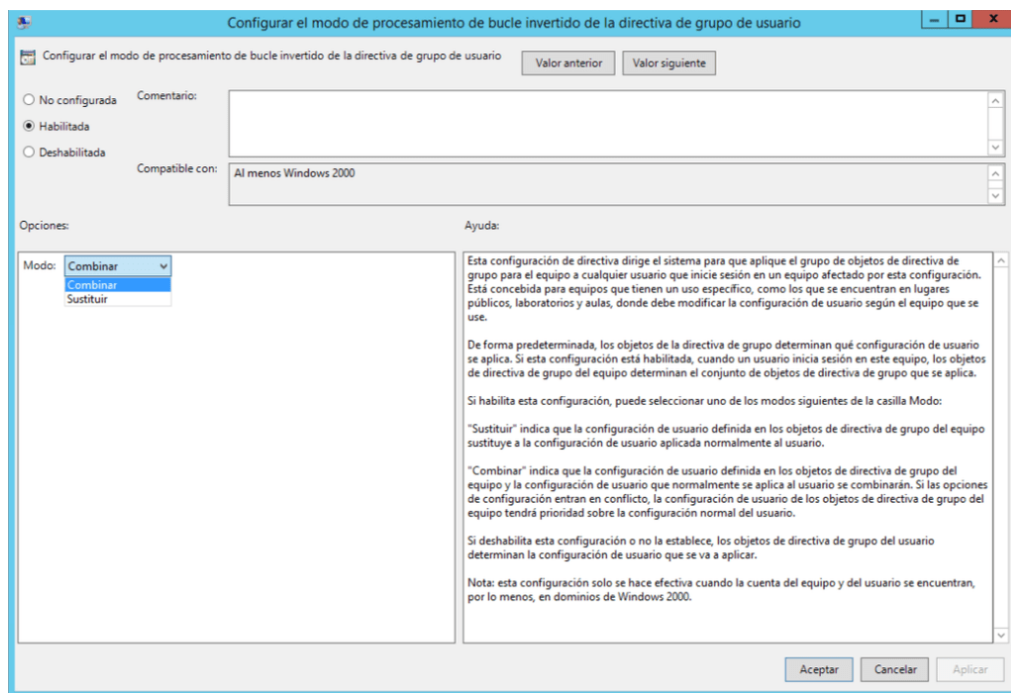 Configurar el modo de procesamiento de bucle invertido de la directiva de grupo de usuario
Configurar el modo de procesamiento de bucle invertido de la directiva de grupo de usuario
Valor anterior
Valor siguiente
No configurada
Comentario:
Habilitada
Deshabilitada
Compatible con:
Al menos Windows 2000
Opciones:
Ayuda:
Modo:
Combinar
Combinar
Sustituir
Esta configuración de directiva dirige el sistema para que aplique el grupo de objetos de directiva de
grupo para el equipo a cualquier usuario que inicie sesión en un equipo afectado por esta configuración.
Está concebida para equipos que tienen un uso específico, como los que se encuentran en lugares
públicos, laboratorios y aulas, donde debe modificar la configuración de usuario según el equipo que se
use.
De forma predeterminada, los objetos de la directiva de grupo determinan qué configuración de usuario
se aplica. Si esta configuración está habilitada, cuando un usuario inicia sesión en este equipo, los objetos
de directiva de grupo del equipo determinan el conjunto de objetos de directiva de grupo que se aplica.
Si habilita esta configuración, puede seleccionar uno de los modos siguientes de la casilla Modo:
"Sustituir" indica que la configuración de usuario definida en los objetos de directiva de grupo del equipo
sustituye a la configuración de usuario aplicada normalmente al usuario.
"Combinar" indica que la configuración de usuario definida en los objetos de directiva de grupo del
equipo y la configuración de usuario que normalmente se aplica al usuario se combinarán. Si las opciones
de configuración entran en conflicto, la configuración de usuario de los objetos de directiva de grupo del
equipo tendrá prioridad sobre la configuración normal del usuario.
Si deshabilita esta configuración o no la establece, los objetos de directiva de grupo del usuario
determinan la configuración de usuario que se va a aplicar.
Nota: esta configuración solo se hace efectiva cuando la cuenta del equipo y del usuario se encuentran,
por lo menos, en dominios de Windows 2000.
Aceptar
Cancelar
Aplicar